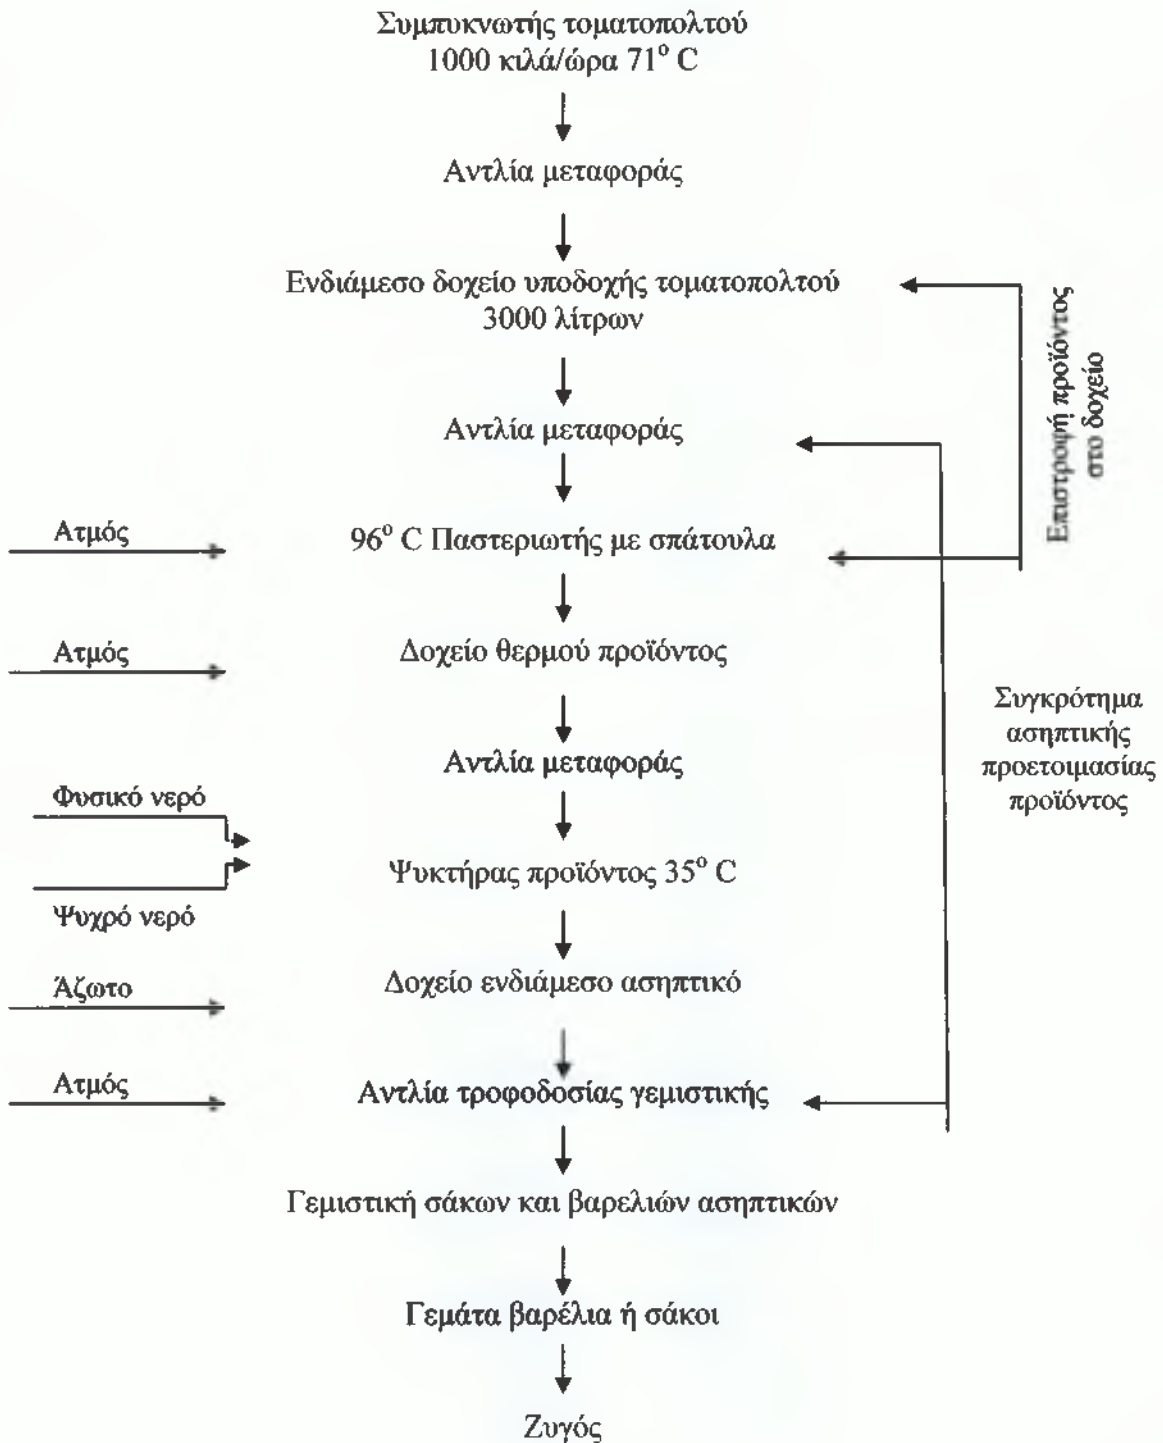 Συμπυκνωτής τοματοπολτού
1000 κιλά/ώρα 71° C
Αντλία μεταφοράς
Ενδιάμεσο δοχείο υποδοχής τοματοπολτού
3000 λίτρων
Επιστροφή προϊόντος
στο δοχείο
Αντλία μεταφοράς
Ατμός
96° C Παστεριωτής με σπάτουλα
Ατμός
Δοχείο θερμού προϊόντος
Συγκρότημα
ασηπτικής
προετοιμασίας
προϊόντος
Αντλία μεταφοράς
Φυσικό νερό
Ψυκτήρας προϊόντος 35° C
Ψυχρό νερό
Άζωτο
Δοχείο ενδιάμεσο ασηπτικό
Ατμός
Αντλία τροφοδοσίας γεμιστικής
Γεμιστική σάκων και βαρελιών ασηπτικών
Γεμάτα βαρέλια ή σάκοι
Ζυγός